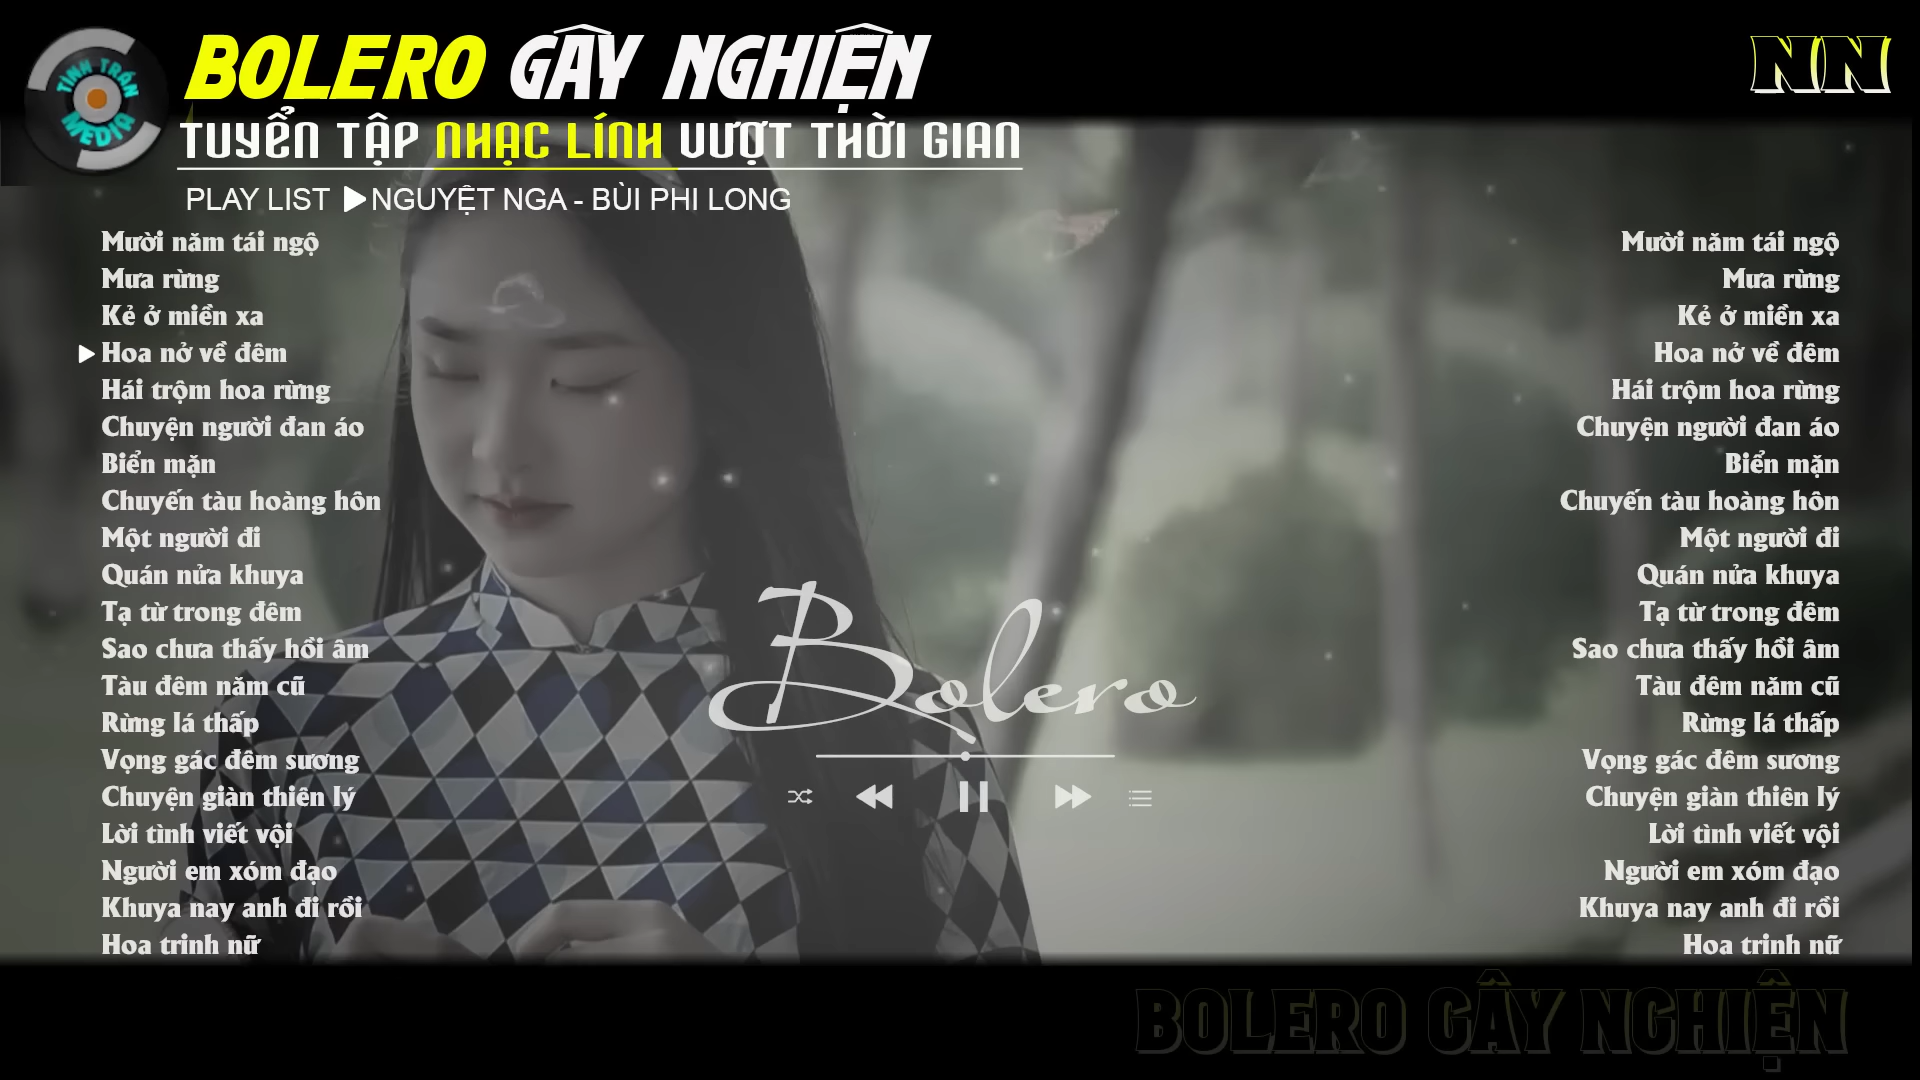 TÌNH TRẦN
MEDIA
BOLERO GÂY NGHIỆN
NN
TUYỂN TẬP NHẠC LÍNH VƯỢT THỜI GIAN
PLAY LIST ▶NGUYỆT NGA - BÙI PHI LONG
Mười năm tái ngộ
Mưa rừng
Kẻ ở miền xa
Hoa nở về đêm
Hái trộm hoa rừng
Chuyện người đan áo
Biển mặn
Chuyến tàu hoàng hôn
Một người đi
Quán nửa khuya
Tạ từ trong đêm
Sao chưa thấy hồi âm
Tàu đêm năm cũ
Rừng lá thấp
Vọng gác đêm sương
Chuyện giàn thiên lý
Lời tình viết vội
Người em xóm đạo
Khuya nay anh đi rồi
Hoa trinh nữ
Bolero
Mười năm tái ngộ
Mưa rừng
Kẻ ở miền xa
Hoa nở về đêm
Hái trộm hoa rừng
Chuyện người đan áo
Biển mặn
Chuyến tàu hoàng hôn
Một người đi
Quán nửa khuya
Tạ từ trong đêm
Sao chưa thấy hồi âm
Tàu đêm năm cũ
Rừng lá thấp
Vọng gác đêm sương
Chuyện giàn thiên lý
Lời tình viết vội
Người em xóm đạo
Khuya nay anh đi rồi
Hoa trinh nữ
BOLERO GÂY NGHIỆN